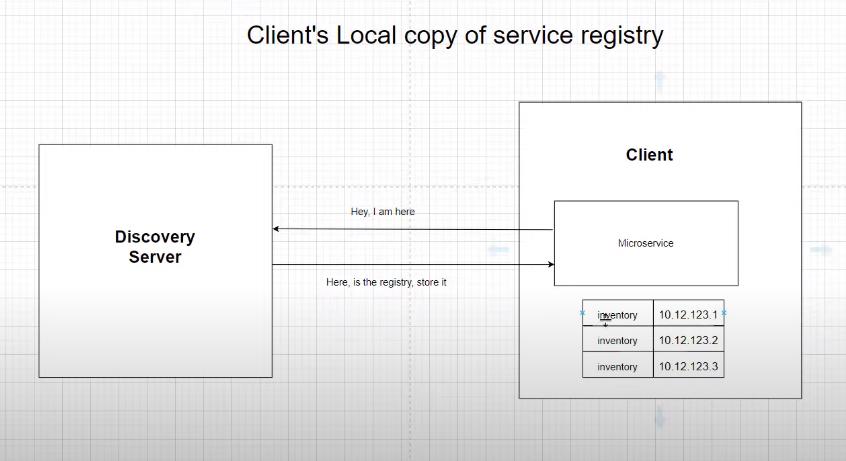 Client's Local copy of service registry
Client
Discovery
Server
Hey, I am here
Microservice
Here, is the registry, store it
inventory 10.12.123.1
inventory 10.12.123.2
inventory 10.12.123.3